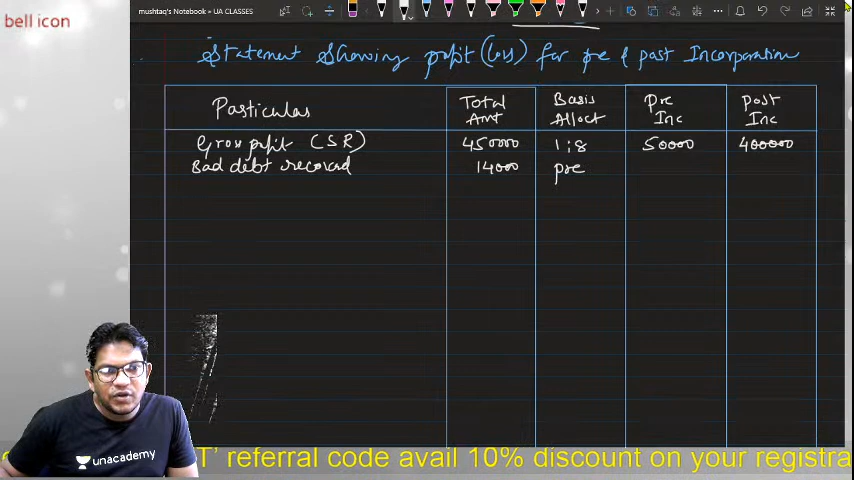 bell icon
mushtaq's Notebook » UA CLASSES
Statement Showing profit (loss) for pre & post Incorporation
Particulas Total Amt Basis Alloct Pre Inc post Inc
Gross profit (SR) 450000 1:8 50000 400000
Bad debt recovered 14000 pre
unacademy
T' referral code avail 10% discount on your registra